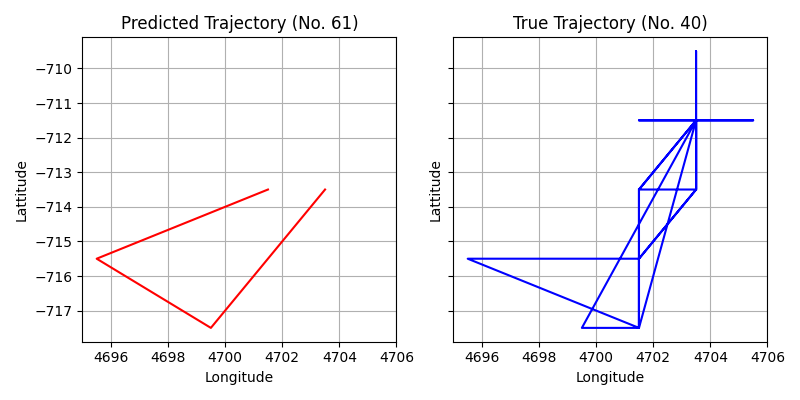 Predicted Trajectory (No. 61)
True Trajectory (No. 40)
Lattitude
−710
−711
−712
−713
−714
−715
−716
−717
4696 4698 4700 4702 4704 4706
Longitude
Lattitude
4696 4698 4700 4702 4704 4706
Longitude